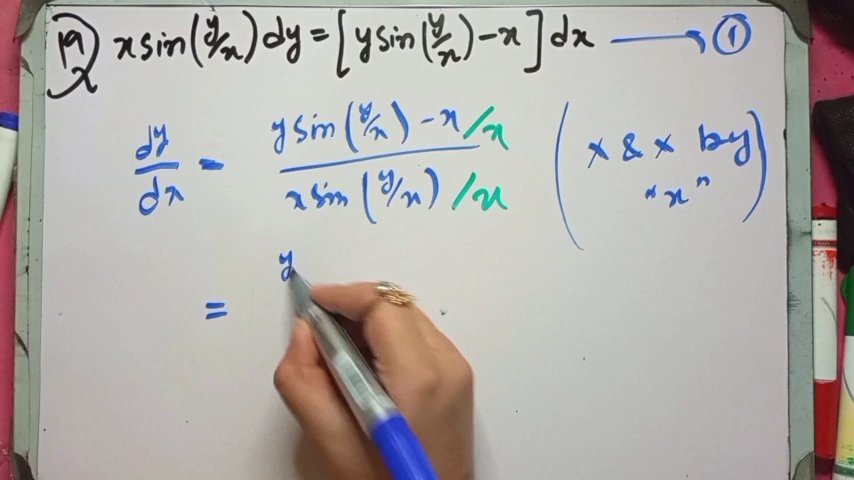 19) x sin(y/x) dy = [y sin(y/x) - x] dx ——— ①
dy/dx = (y sin(y/x) - x /x) / (x sin(y/x) /x) (x & x by "x")
= y